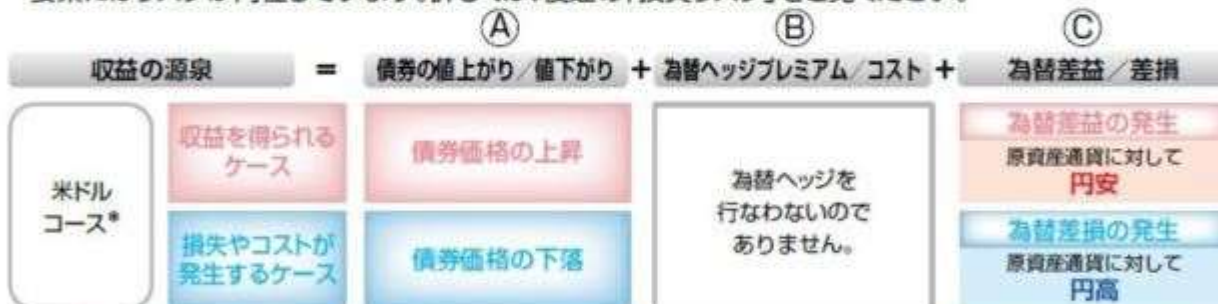 Ⓐ Ⓑ Ⓒ
収益の源泉 = 債券の値上がり/値下がり + 為替ヘッジプレミアム/コスト + 為替差益/差損
米ドル
コース*
収益を得られる
ケース
債券価格の上昇
為替ヘッジを
行なわないので
ありません。
為替差益の発生
原資産通貨に対して
円安
損失やコストが
発生するケース
債券価格の下落
為替差損の発生
原資産通貨に対して
円高